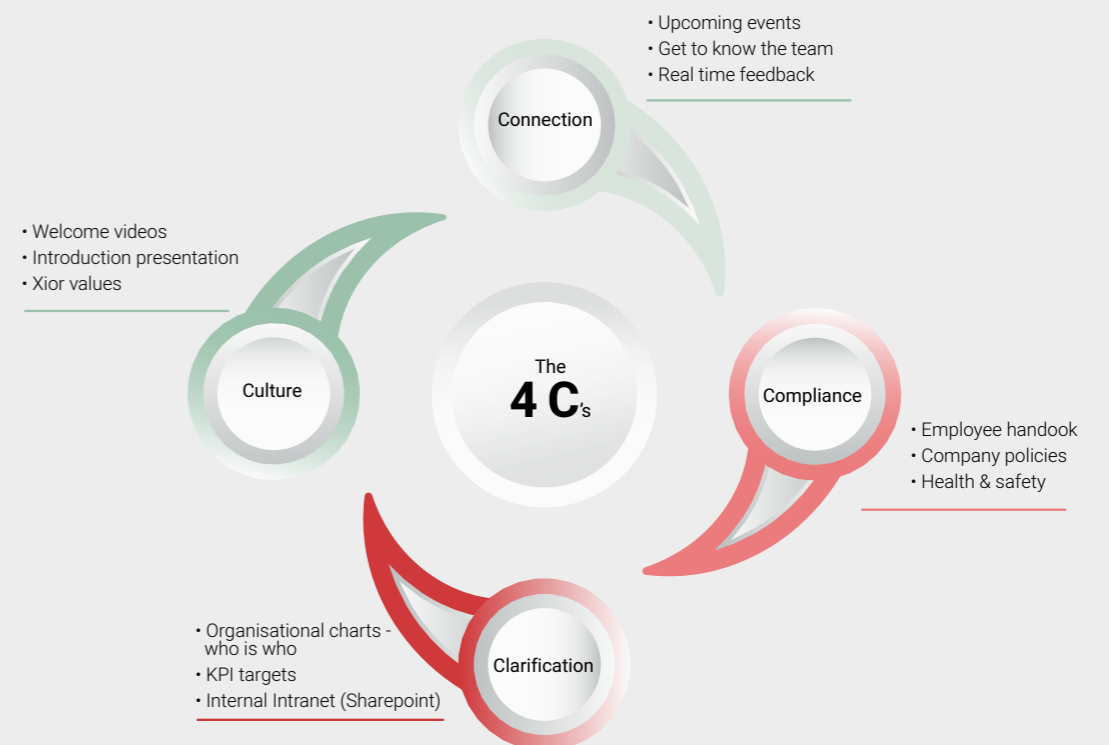 • Upcoming events
• Get to know the team
• Real time feedback
Connection
• Welcome videos
• Introduction presentation
• Xior values
Culture
The
4 C's
Compliance
• Employee handook
• Company policies
• Health & safety
• Organisational charts -
who is who
• KPI targets
• Internal Intranet (Sharepoint)
Clarification